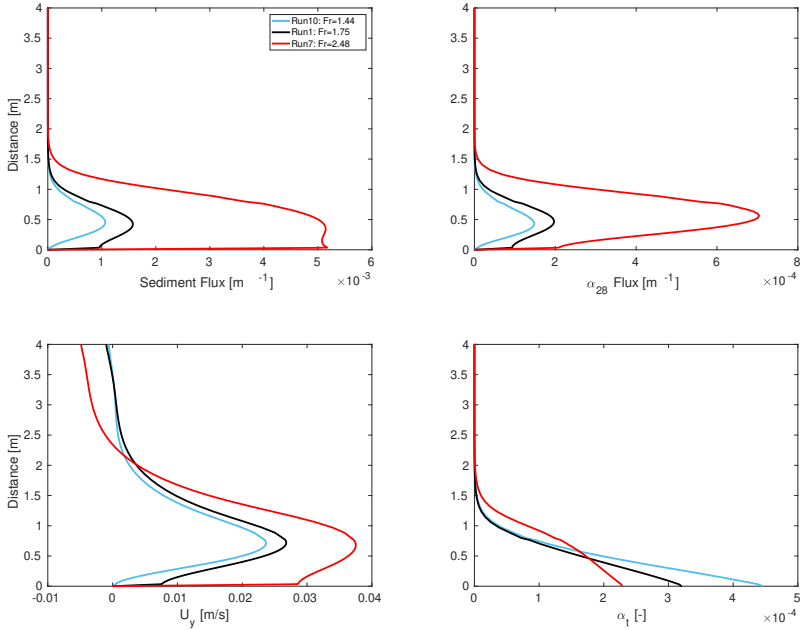 4
3.5
3
2.5
2
1.5
1
0.5
0
Distance [m]
Run10: Fr=1.44
Run1: Fr=1.75
Run7: Fr=2.48
0 1 2 3 4 5 6
Sediment Flux [m ⁻¹] ×10⁻³
4
3.5
3
2.5
2
1.5
1
0.5
0
0 2 4 6 8
α₂₈ Flux [m ⁻¹] ×10⁻⁴
4
3.5
3
2.5
2
1.5
1
0.5
0
Distance [m]
-0.01 0 0.01 0.02 0.03 0.04
U_y [m/s]
4
3.5
3
2.5
2
1.5
1
0.5
0
0 1 2 3 4 5
α_t [-] ×10⁻⁴